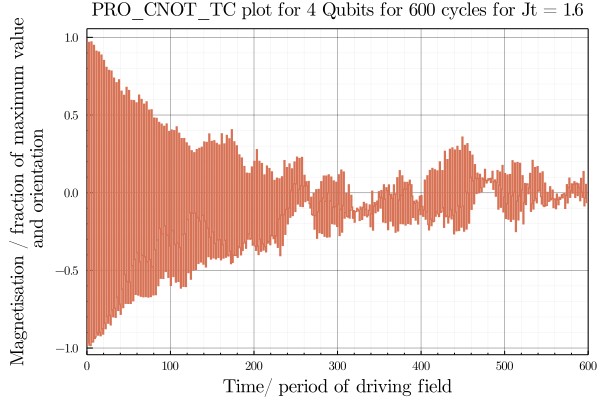 PRO_CNOT_TC plot for 4 Qubits for 600 cycles for Jt = 1.6
Magnetisation / fraction of maximum value
and orientation
1.0
0.5
0.0
−0.5
−1.0
0 100 200 300 400 500 600
Time/ period of driving field